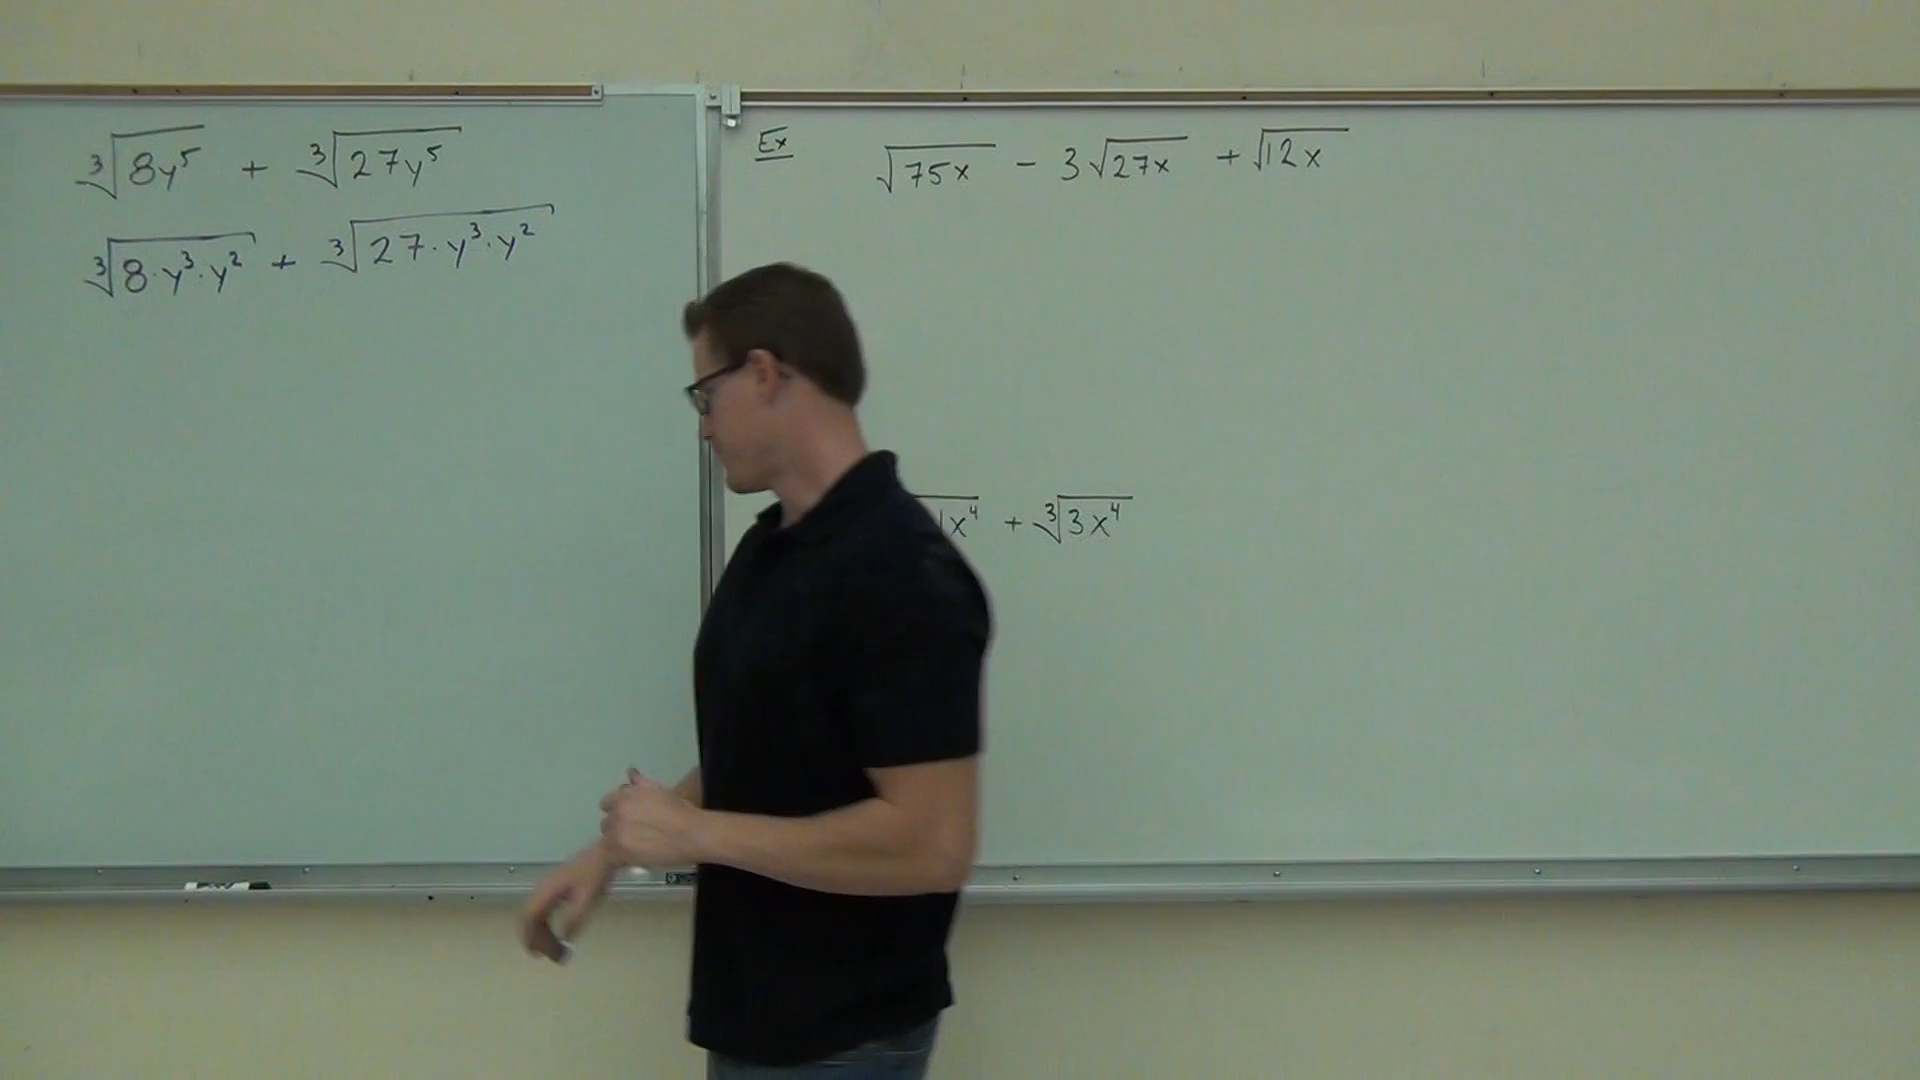 ∛(8y⁵) + ∛(27y⁵)
∛(8·y³·y²) + ∛(27·y³·y²)
Ex √(75x) - 3√(27x) + √(12x)
x⁴ + ∛(3x⁴)